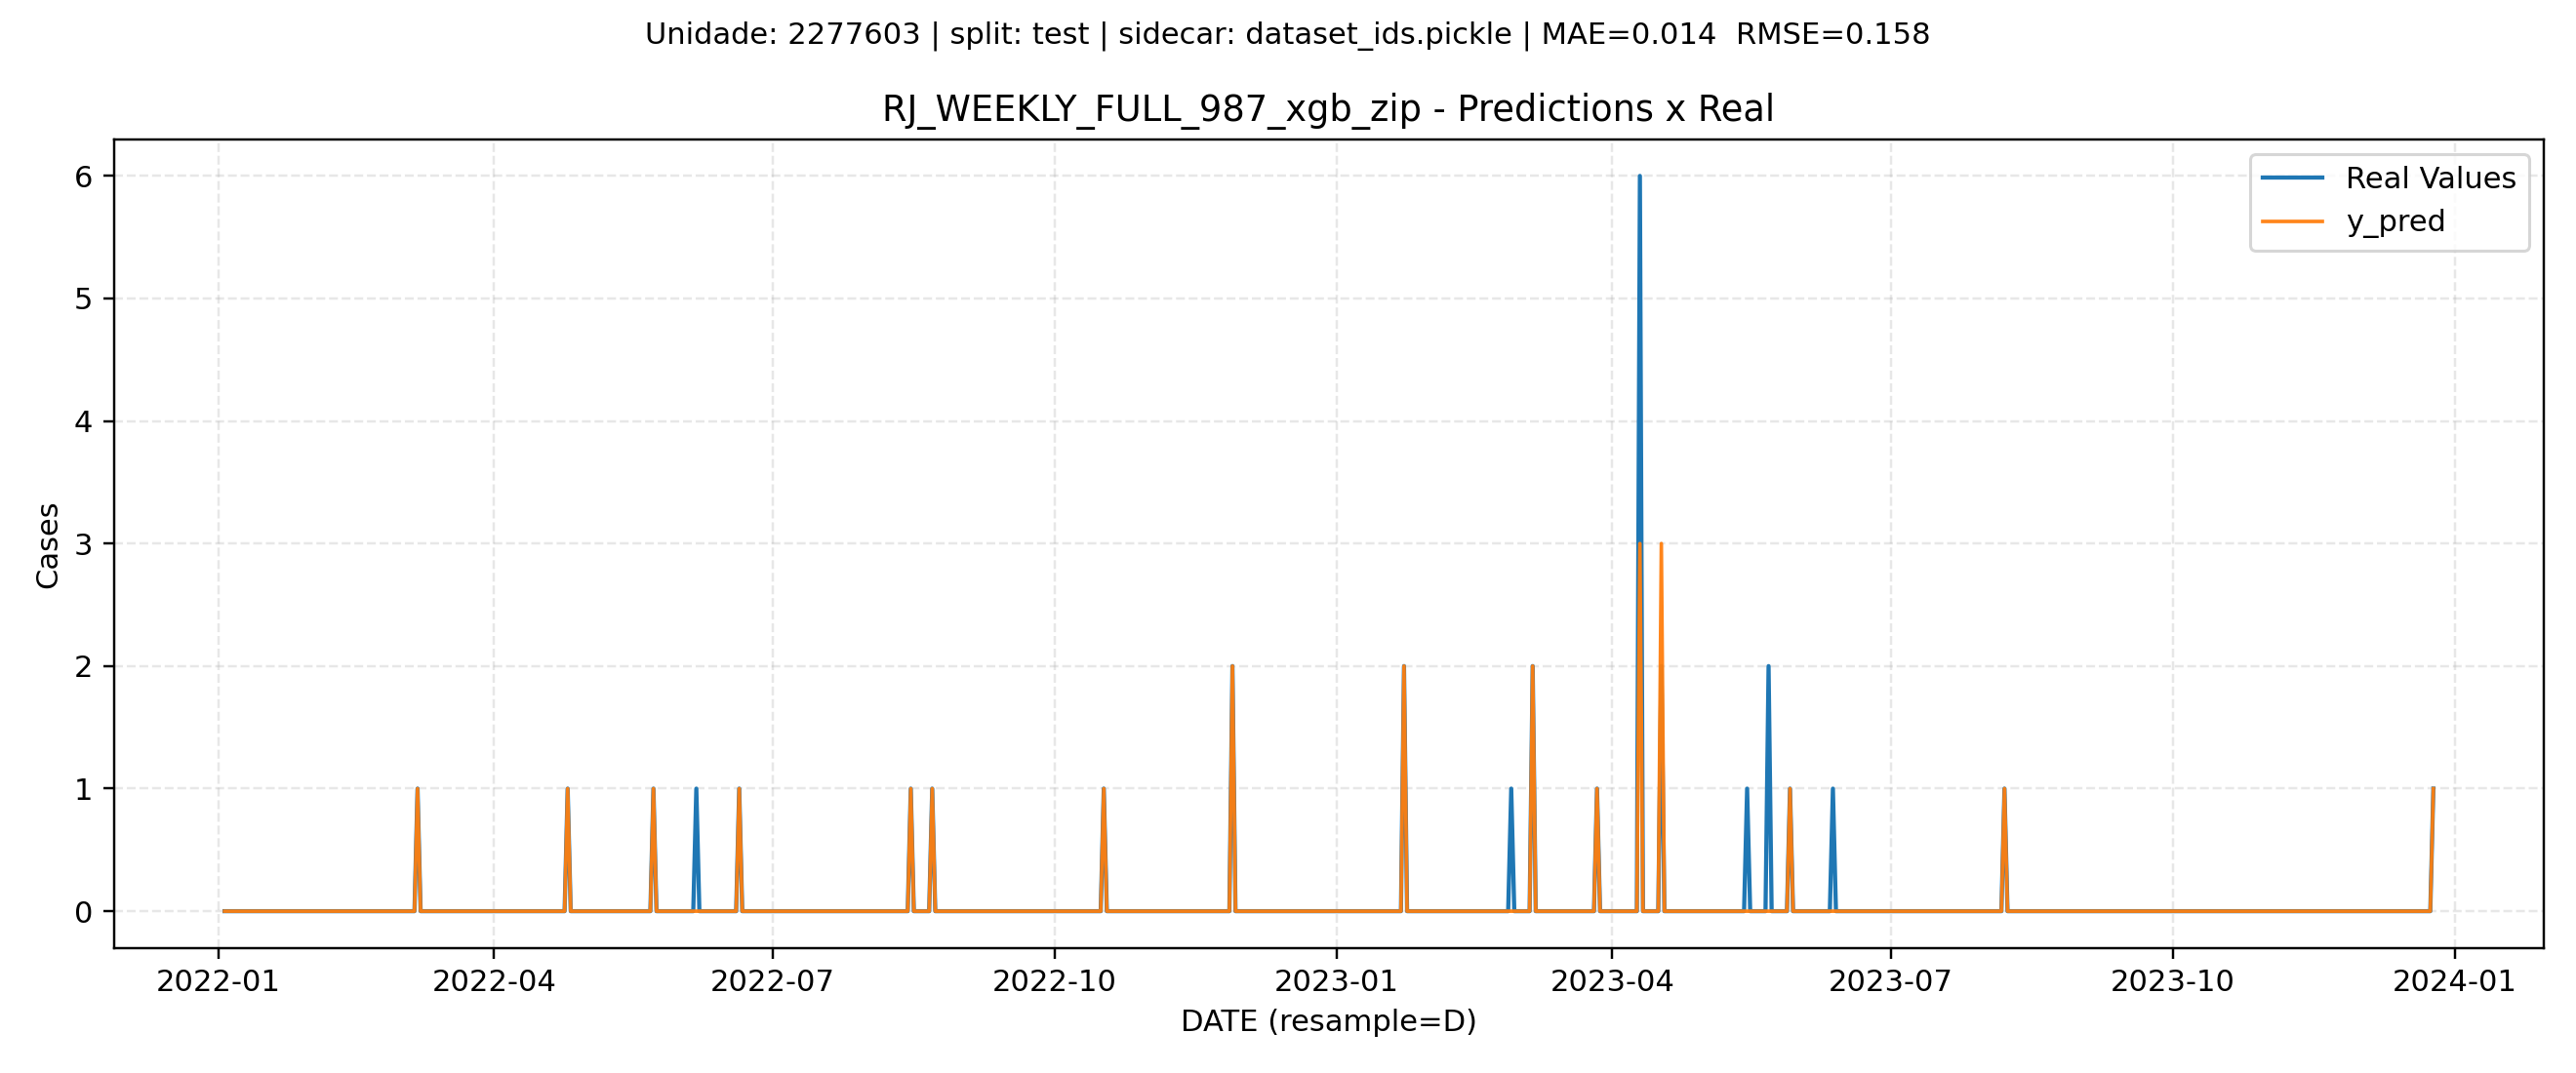 Unidade: 2277603 | split: test | sidecar: dataset_ids.pickle | MAE=0.014  RMSE=0.158
RJ_WEEKLY_FULL_987_xgb_zip - Predictions x Real
Real Values
y_pred
6
5
4
3
2
1
0
Cases
2022-01 2022-04 2022-07 2022-10 2023-01 2023-04 2023-07 2023-10 2024-01
DATE (resample=D)